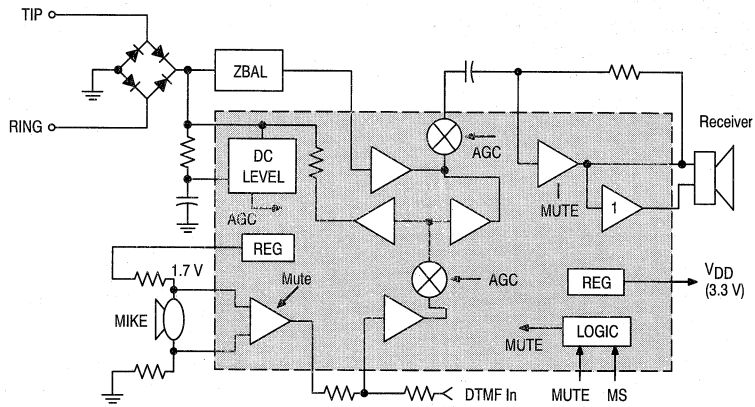 TIP
ZBAL
RING
Receiver
AGC
DC
LEVEL
MUTE
1
AGC
REG
1.7 V
Mute
AGC
REG
VDD
(3.3 V)
MIKE
MUTE
LOGIC
DTMF In
MUTE
MS